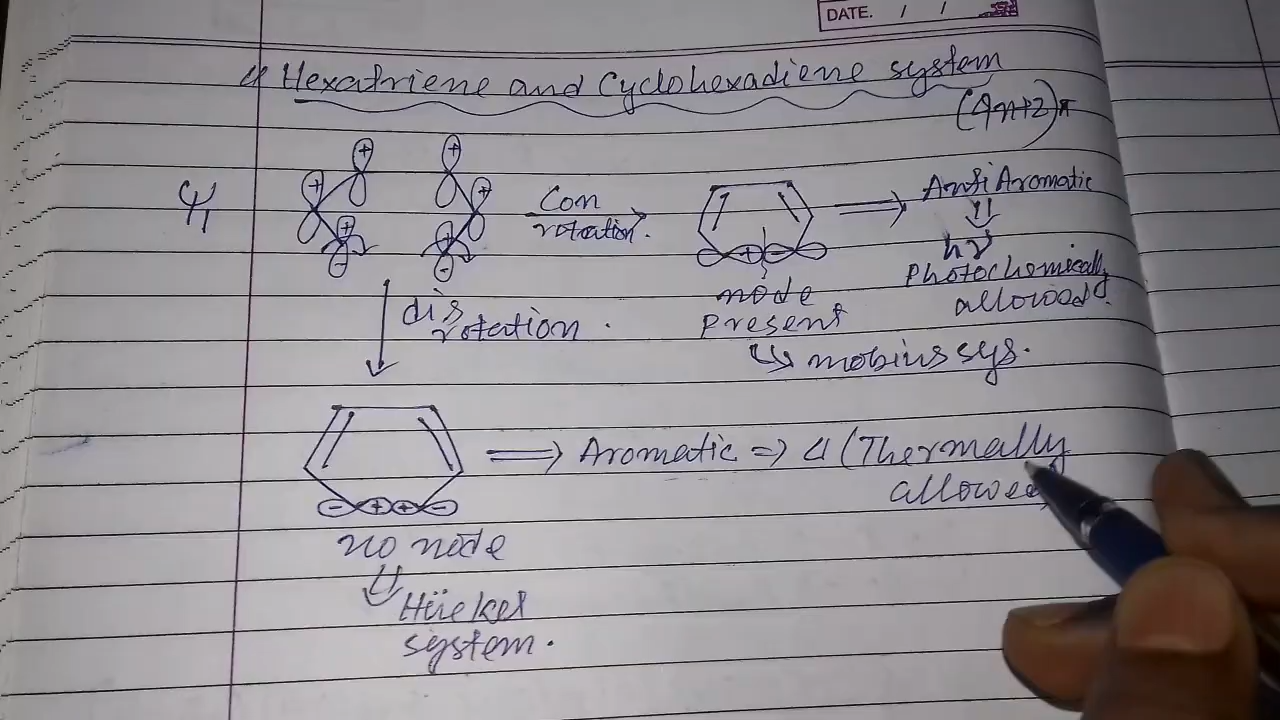 DATE. / /
4 Hexatriene and Cyclohexadiene system
(4n+2)π
ψ1
+ + + + + +
- -
Con
rotation.
+ -
node
Present
↳ mobius sys.
⇒ Anti Aromatic
⇓
hν
Photochemically
allowed.
dis
rotation.
- + + -
⇒ Aromatic ⇒ Δ (Thermally
allowed
no node
Hückel
system.